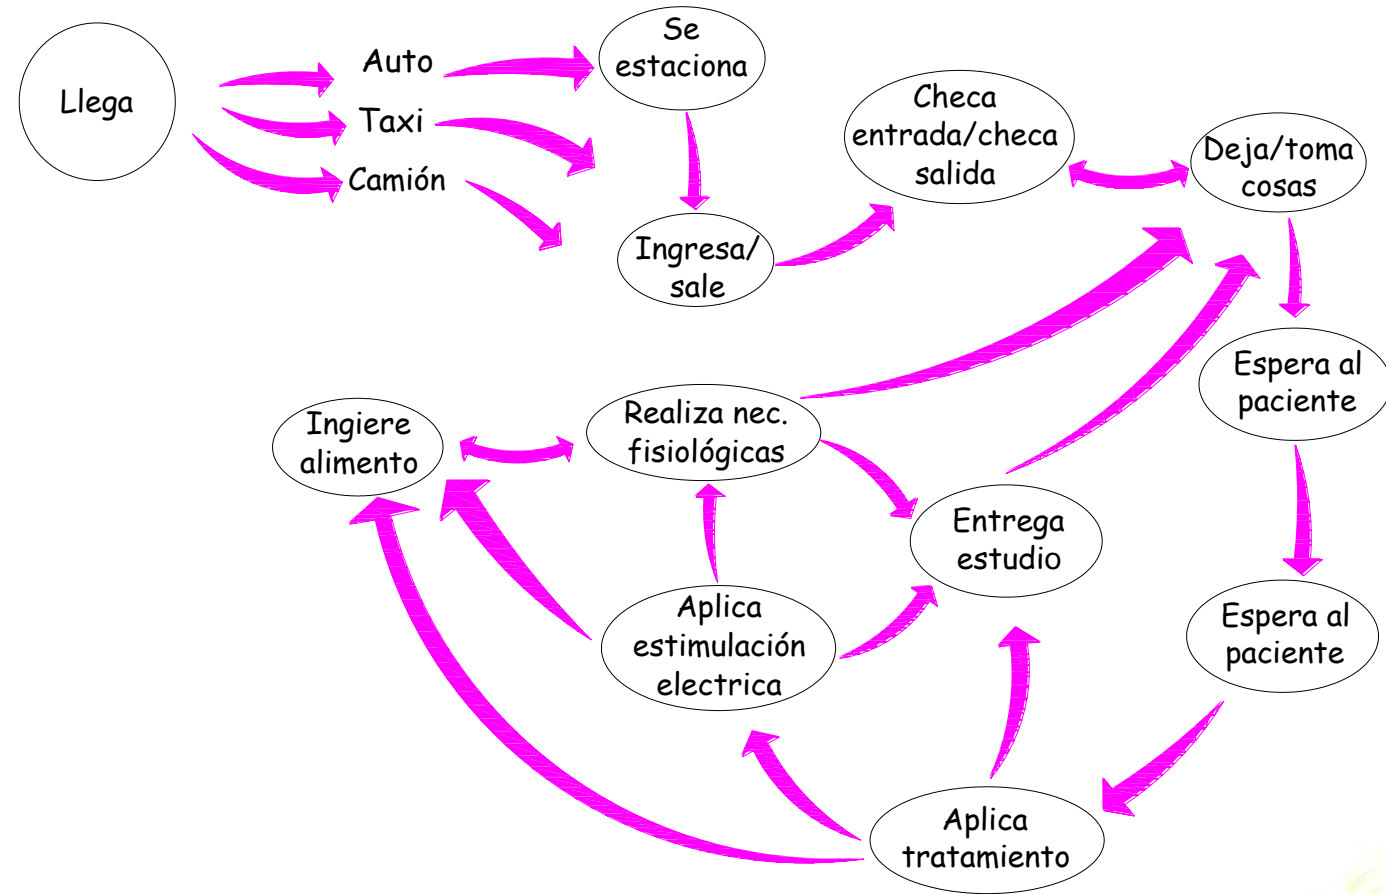 Llega
Auto
Taxi
Camión
Se
estaciona
Ingresa/
sale
Checa
entrada/checa
salida
Deja/toma
cosas
Espera al
paciente
Espera al
paciente
Aplica
tratamiento
Aplica
estimulación
electrica
Entrega
estudio
Realiza nec.
fisiológicas
Ingiere
alimento